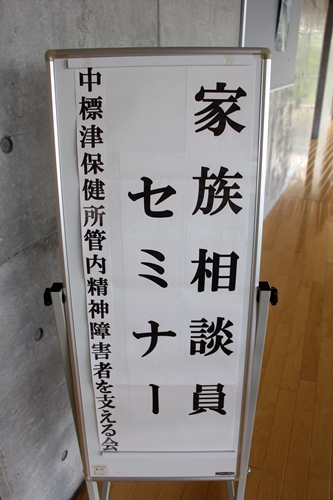 家族相談員
セミナー
中標津保健所管内精神障害者を支える会